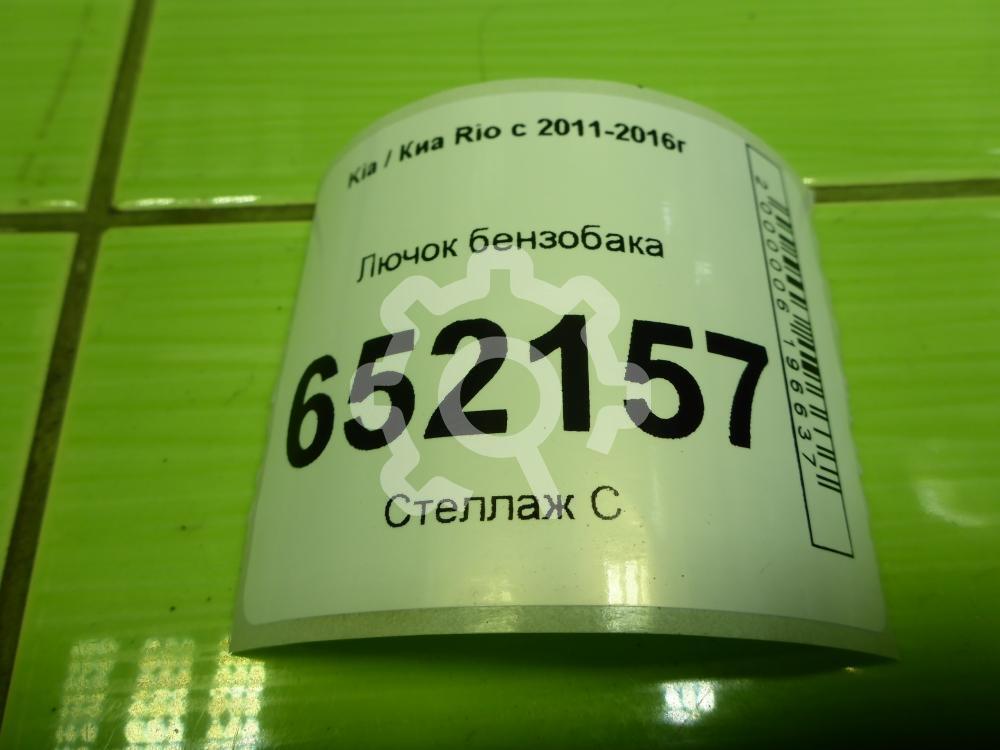 Kia / Киа Rio с 2011-2016г
Лючок бензобака
652157
Стеллаж С
2000006196637